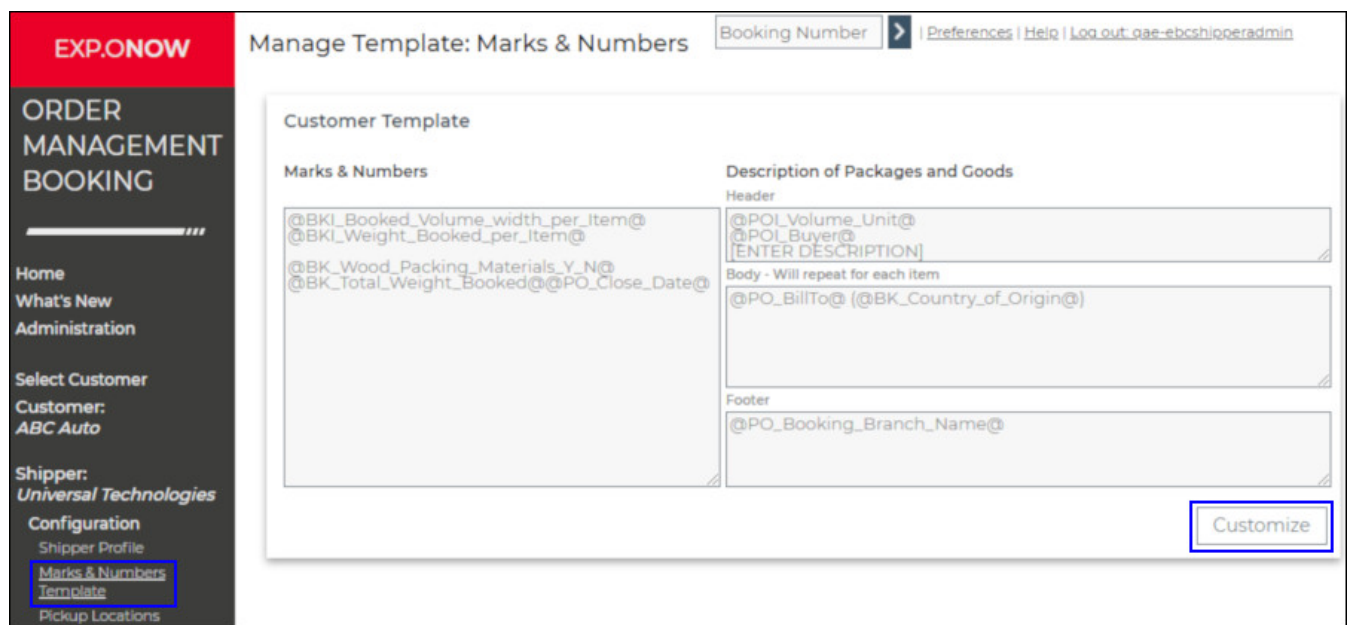 EXP.ONOW
Manage Template: Marks & Numbers
Booking Number
> | Preferences | Help | Log out: qae-ebcshipperadmin
ORDER
MANAGEMENT
BOOKING
Home
What's New
Administration
Select Customer
Customer:
ABC Auto
Shipper:
Universal Technologies
Configuration
Shipper Profile
Marks & Numbers
Template
Pickup Locations
Customer Template
Marks & Numbers
@BKI_Booked_Volume_width_per_Item@
@BKI_Weight_Booked_per_Item@
@BK_Wood_Packing_Materials_Y_N@
@BK_Total_Weight_Booked@@PO_Close_Date@
Description of Packages and Goods
Header
@POI_Volume_Unit@
@POI_Buyer@
[ENTER DESCRIPTION]
Body - Will repeat for each item
@PO_BillTo@ (@BK_Country_of_Origin@)
Footer
@PO_Booking_Branch_Name@
Customize